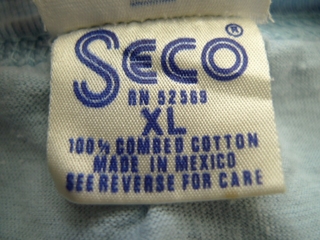 SECO®
RN 52569
XL
100% COMBED COTTON
MADE IN MEXICO
SEE REVERSE FOR CARE